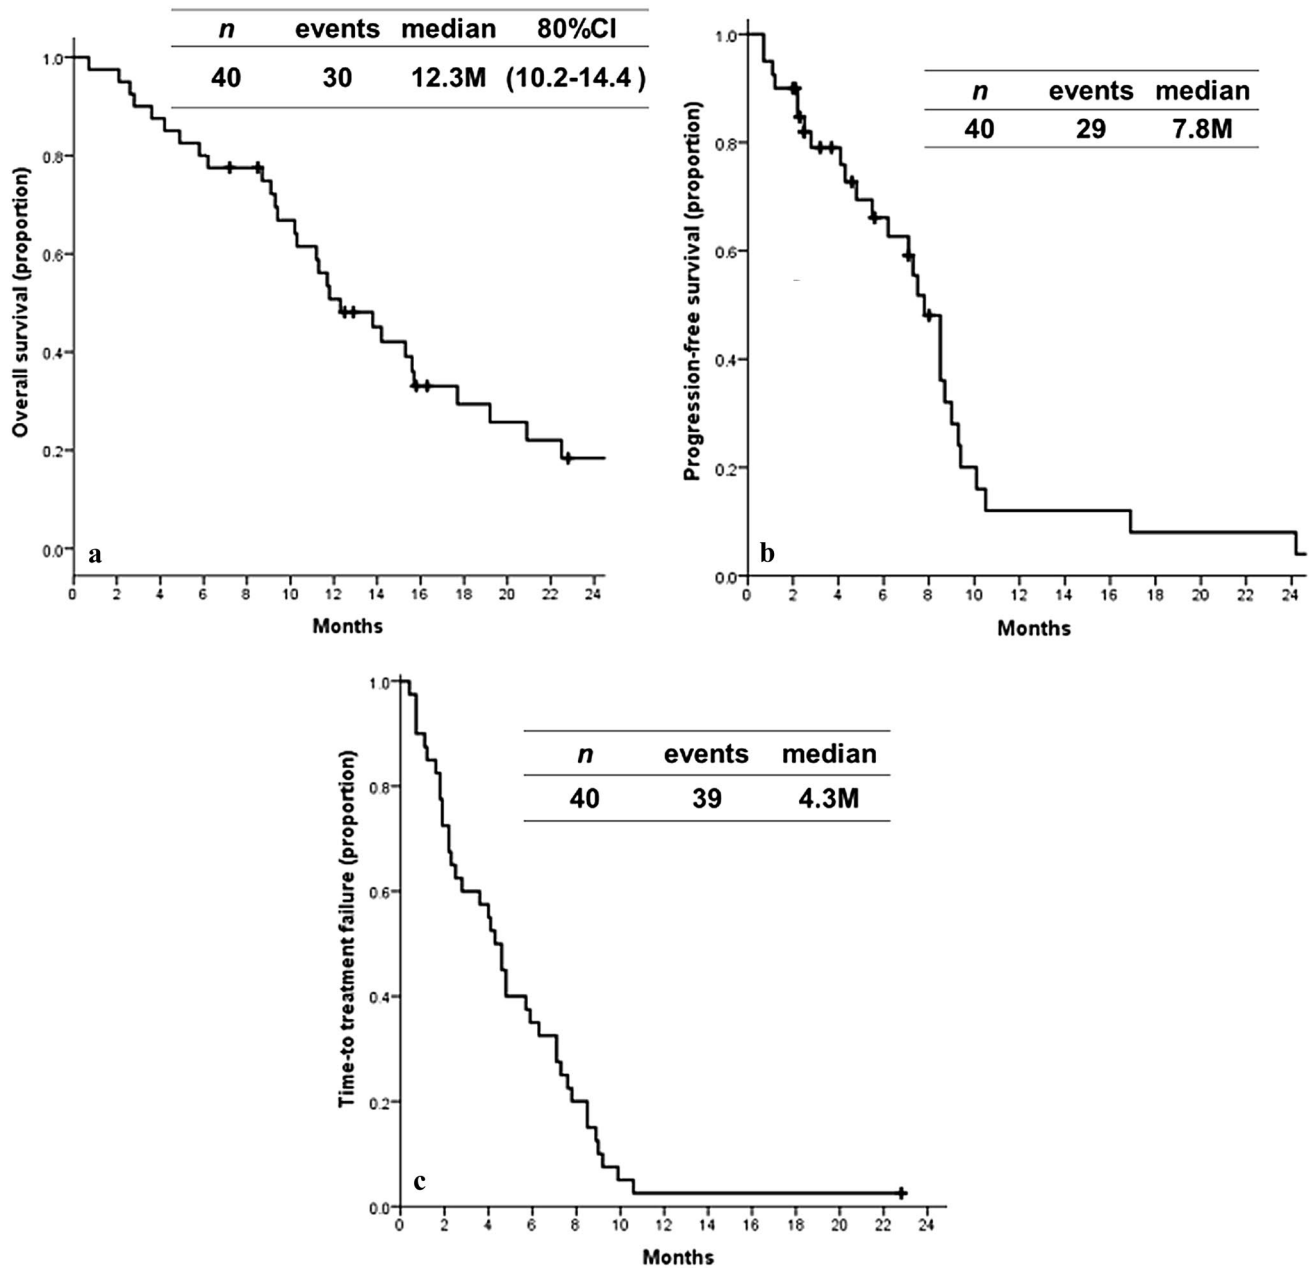 n events median 80%CI
40 30 12.3M (10.2-14.4 )
Overall survival (proportion)
1.0
0.8
0.6
0.4
0.2
0.0
a
0 2 4 6 8 10 12 14 16 18 20 22 24
Months
n events median
40 29 7.8M
Progression-free survival (proportion)
1.0
0.8
0.6
0.4
0.2
0.0
b
0 2 4 6 8 10 12 14 16 18 20 22 24
Months
n events median
40 39 4.3M
Time-to treatment failure (proportion)
1.0
0.8
0.6
0.4
0.2
0.0
c
0 2 4 6 8 10 12 14 16 18 20 22 24
Months